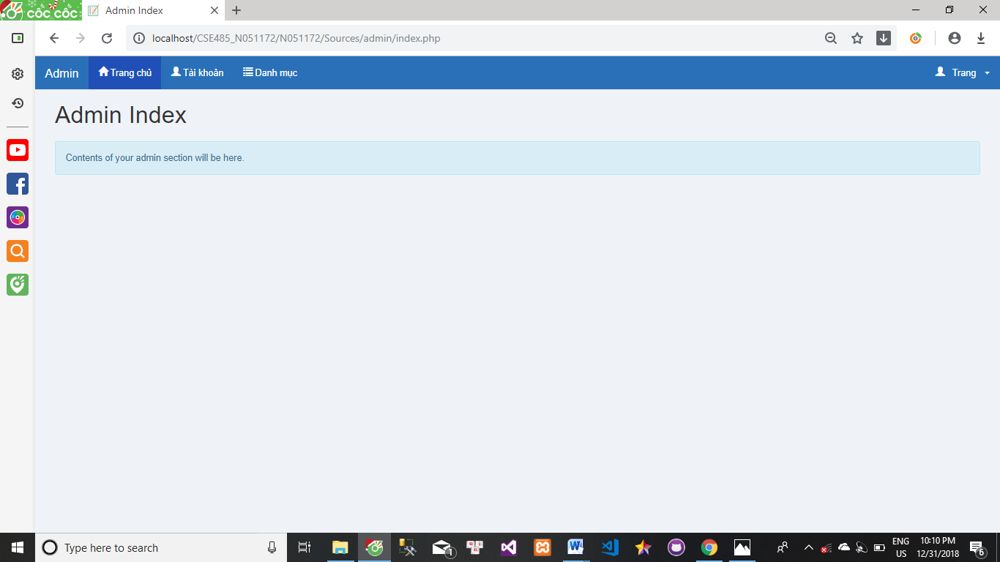 CỐC CỐC
Admin Index
localhost/CSE485_N051172/N051172/Sources/admin/index.php
Admin Trang chủ Tài khoản Danh mục Trang
Admin Index
Contents of your admin section will be here.
Type here to search
1
ENG
US
10:10 PM
12/31/2018
6